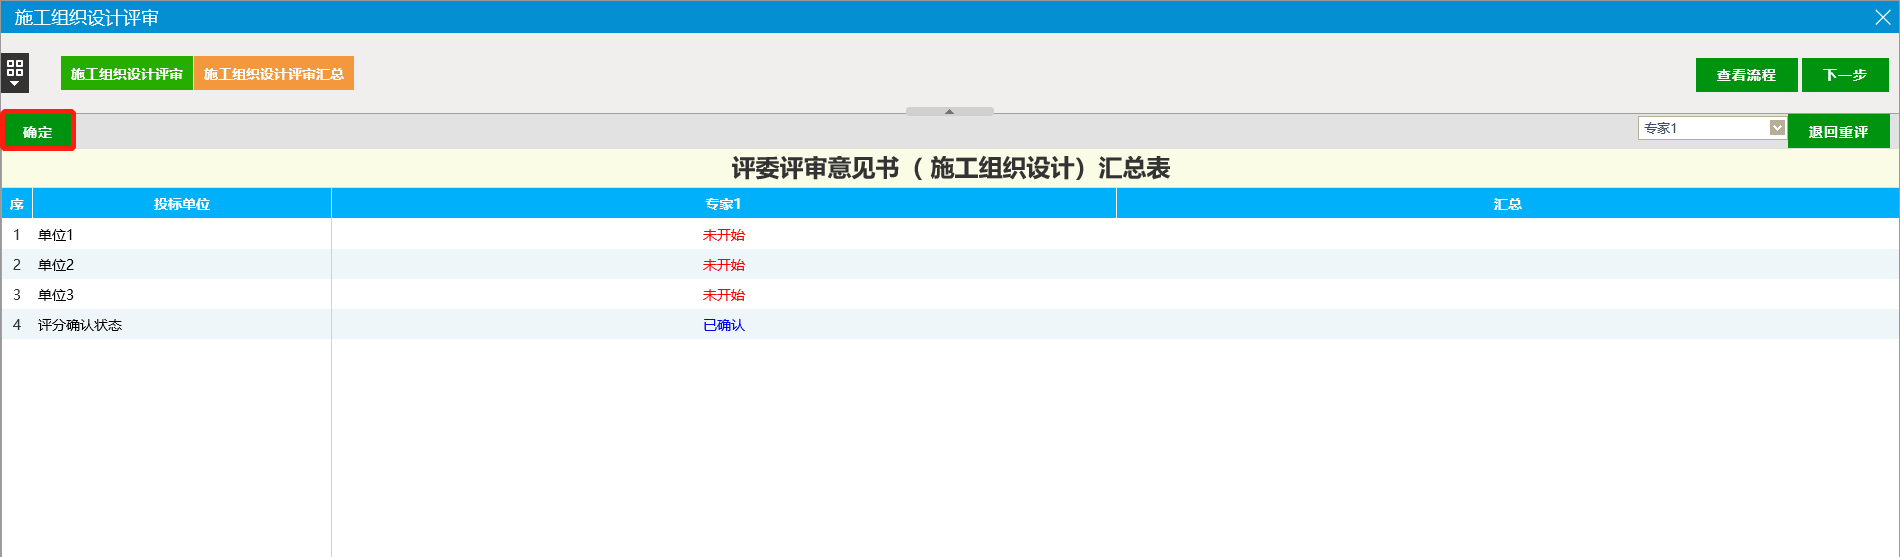 施工组织设计评审
施工组织设计评审 施工组织设计评审汇总 查看流程 下一步
确定 专家1 退回重评
评委评审意见书（ 施工组织设计）汇总表
序 投标单位 专家1 汇总
1 单位1 未开始
2 单位2 未开始
3 单位3 未开始
4 评分确认状态 已确认